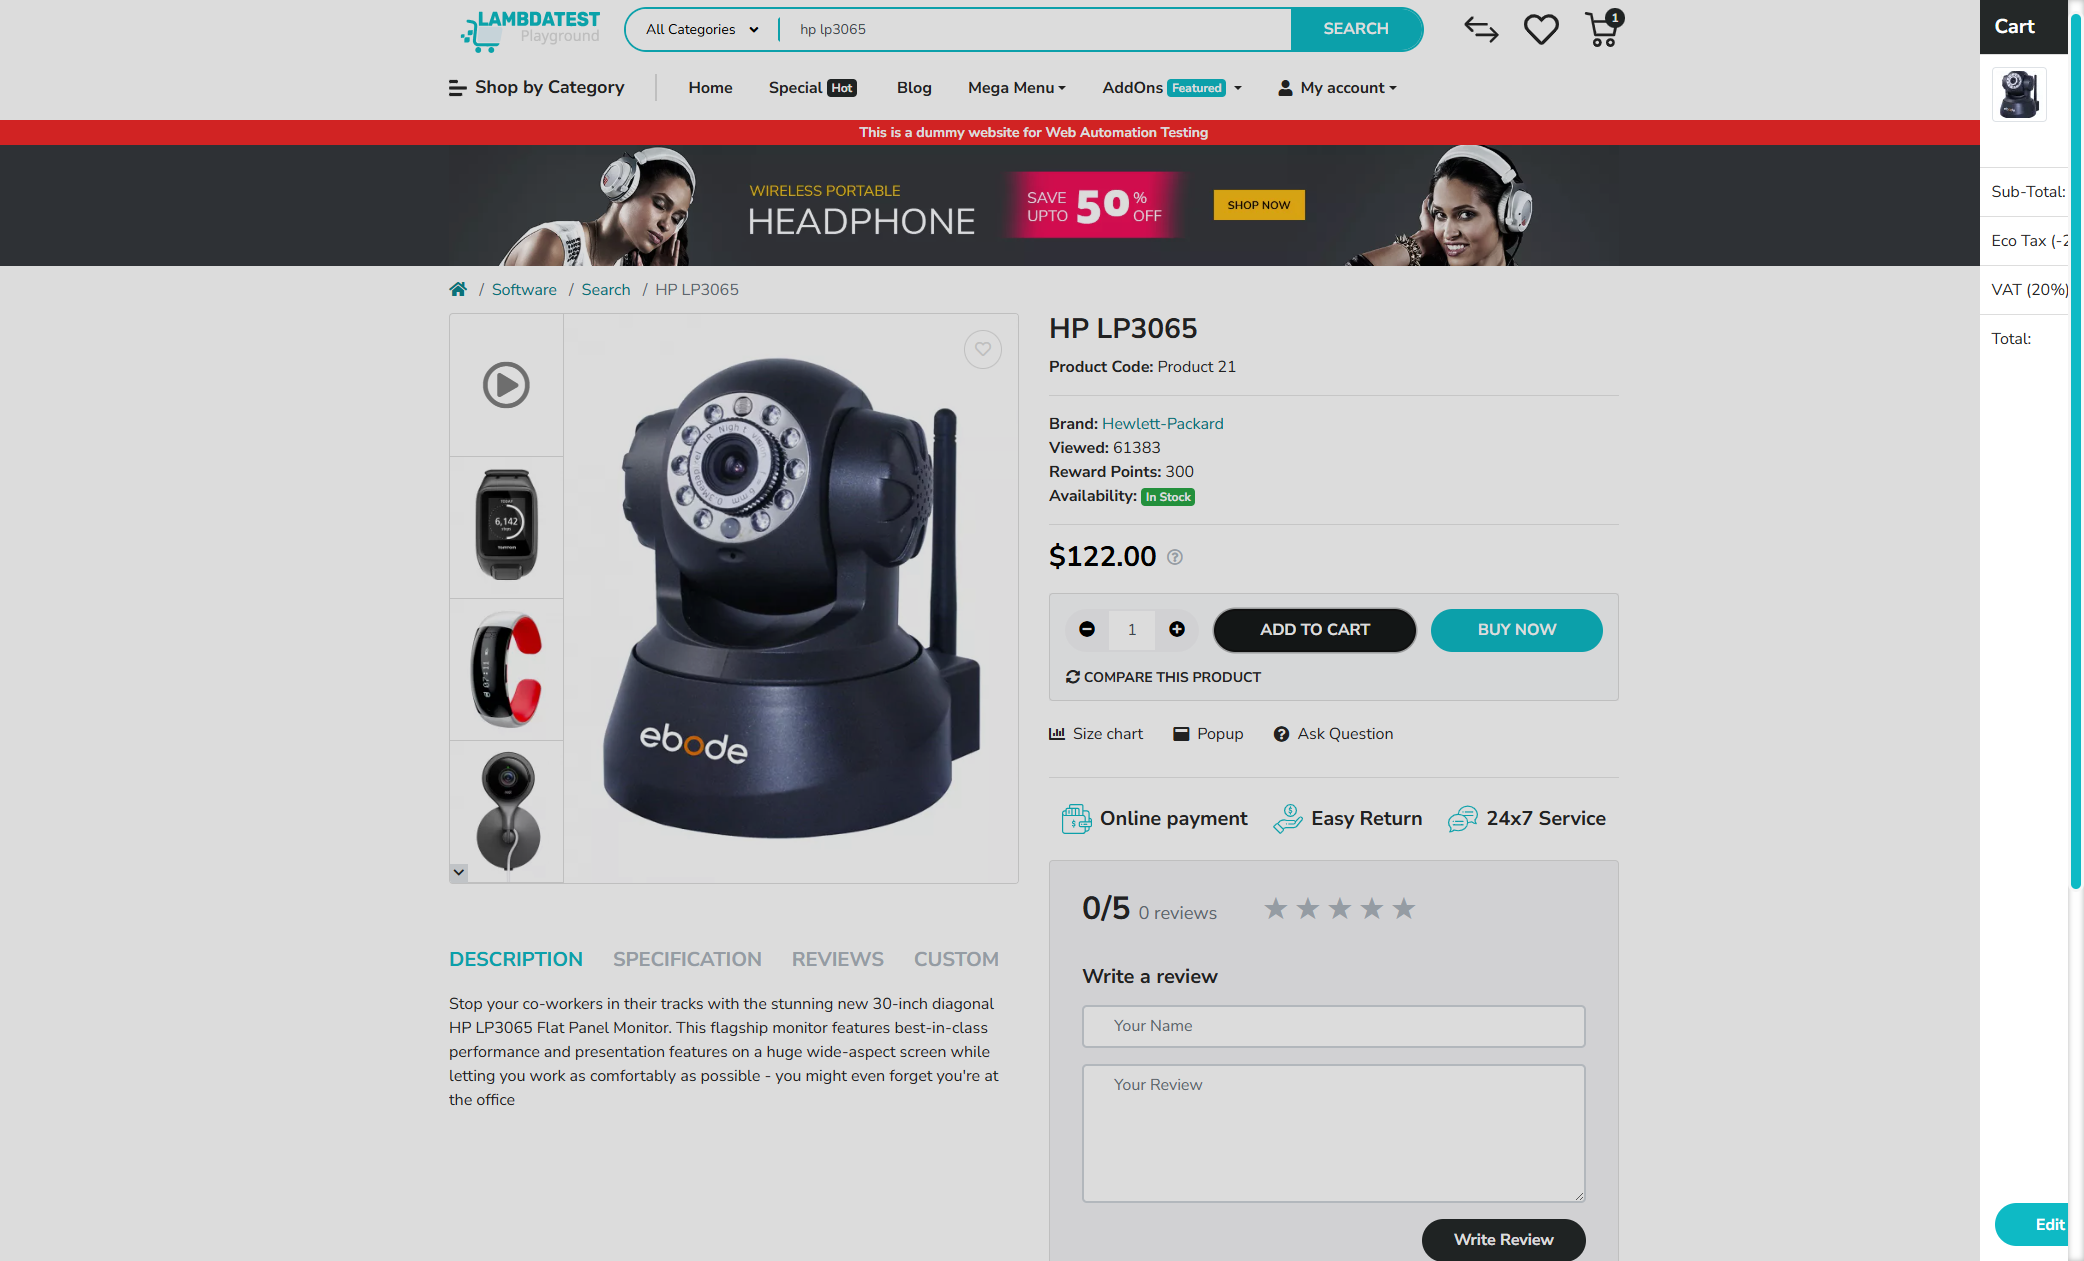 LAMBDATEST
Playground
All Categories
hp lp3065
SEARCH
1
Cart
Shop by Category
Home
Special Hot
Blog
Mega Menu
AddOns Featured
My account
This is a dummy website for Web Automation Testing
WIRELESS PORTABLE
HEADPHONE
SAVE
UPTO
50
%
OFF
SHOP NOW
Sub-Total:
Eco Tax (-2
VAT (20%)
Total:
/ Software / Search / HP LP3065
HP LP3065
Product Code: Product 21
Brand: Hewlett-Packard
Viewed: 61383
Reward Points: 300
Availability: In Stock
$122.00
1
ADD TO CART
BUY NOW
COMPARE THIS PRODUCT
Size chart
Popup
Ask Question
6,142
ebode
Online payment
Easy Return
24x7 Service
0/5 0 reviews
Write a review
Your Name
Your Review
Write Review
DESCRIPTION
SPECIFICATION
REVIEWS
CUSTOM
Stop your co-workers in their tracks with the stunning new 30-inch diagonal
HP LP3065 Flat Panel Monitor. This flagship monitor features best-in-class
performance and presentation features on a huge wide-aspect screen while
letting you work as comfortably as possible - you might even forget you're at
the office
Edit